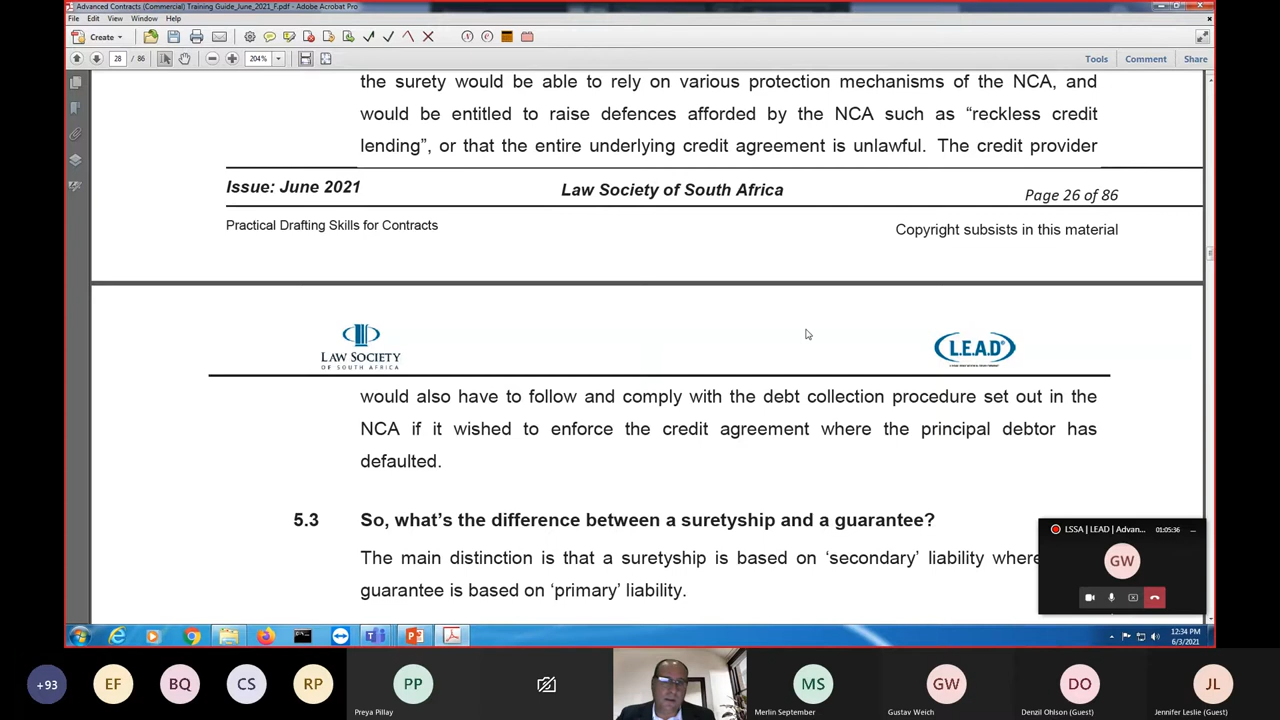 Advanced Contracts (Commercial) Training Guide_June_2021_F.pdf - Adobe Acrobat Pro
File Edit View Window Help
Create
28 / 86 204% Tools Comment Share
the surety would be able to rely on various protection mechanisms of the NCA, and
would be entitled to raise defences afforded by the NCA such as “reckless credit
lending”, or that the entire underlying credit agreement is unlawful. The credit provider
Issue: June 2021 Law Society of South Africa Page 26 of 86
Practical Drafting Skills for Contracts Copyright subsists in this material
LAW SOCIETY
OF SOUTH AFRICA
L.E.A.D
would also have to follow and comply with the debt collection procedure set out in the
NCA if it wished to enforce the credit agreement where the principal debtor has
defaulted.
5.3 So, what’s the difference between a suretyship and a guarantee?
The main distinction is that a suretyship is based on ‘secondary’ liability where
guarantee is based on ‘primary’ liability.
LSSA | LEAD | Advan... 01:05:36
GW
12:34 PM
6/3/2021
+93 EF BQ CS RP PP MS GW DO JL
Preya Pillay Merlin September Gustav Weich Denzil Ohlson (Guest) Jennifer Leslie (Guest)